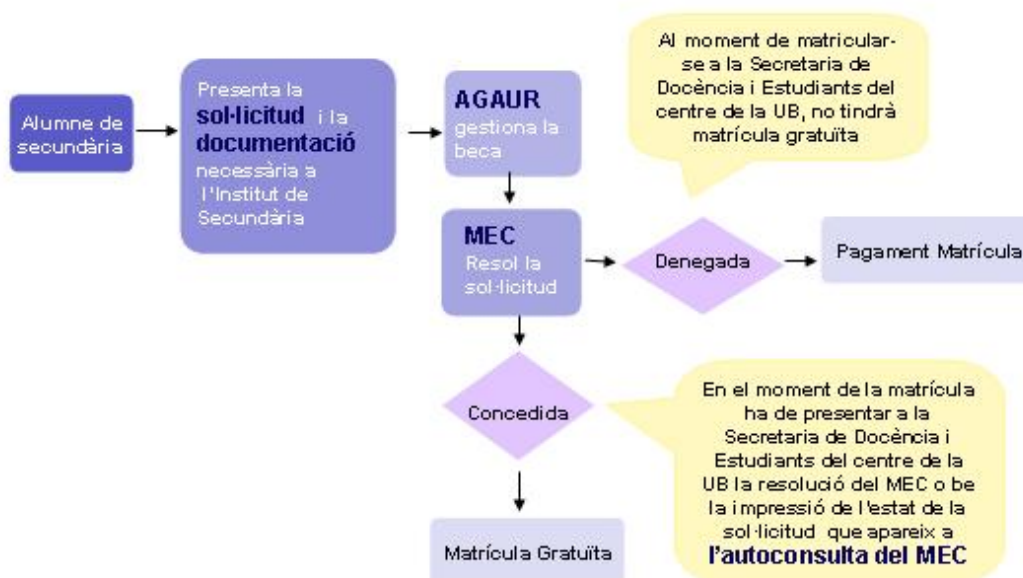 Alumne de
secundària
Presenta la
sol·licitud i la
documentació
necessària a
l'Institut de
Secundària
AGAUR
gestiona la
beca
Al moment de matricular-
se a la Secretaria de
Docència i Estudiants del
centre de la UB, no tindrà
matrícula gratuïta
MEC
Resol la
sol·licitud
Denegada
Pagament Matrícula
Concedida
En el moment de la matrícula
ha de presentar a la
Secretaria de Docència i
Estudiants del centre de la
UB la resolució del MEC o be
la impressió de l'estat de la
sol·licitud que apareix a
l'autoconsulta del MEC
Matrícula Gratuïta